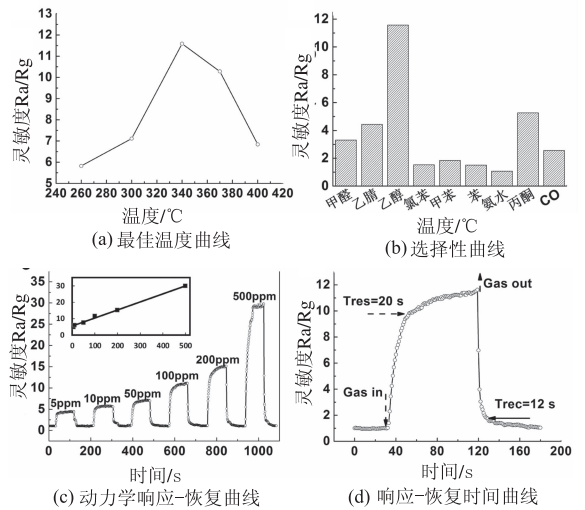 灵敏度Ra/Rg
13
12
11
10
9
8
7
6
5
240 260 280 300 320 340 360 380 400 420
温度/℃
(a) 最佳温度曲线
灵敏度Ra/Rg
12
10
8
6
4
2
0
甲醛 乙腈 乙醇 氯苯 甲苯 苯 氨水 丙酮 CO
温度/℃
(b) 选择性曲线
灵敏度Ra/Rg
35
30
25
20
15
10
5
0
30
20
10
0
0 100 200 300 400 500
5ppm
10ppm
50ppm
100ppm
200ppm
500ppm
0 200 400 600 800 1000
时间/s
(c) 动力学响应-恢复曲线
灵敏度Ra/Rg
12
10
8
6
4
2
0
Tres=20 s
Gas out
Gas in
Trec=12 s
0 40 80 120 160 200
时间/s
(d) 响应-恢复时间曲线